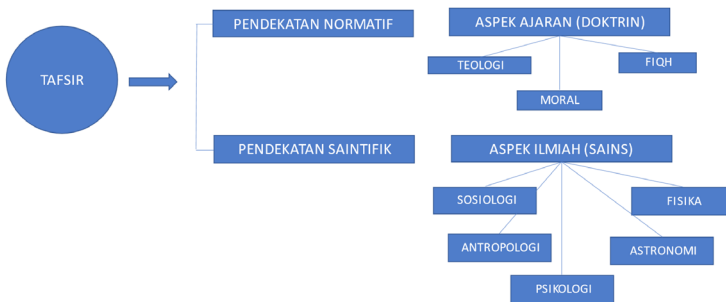 TAFSIR
PENDEKATAN NORMATIF
ASPEK AJARAN (DOKTRIN)
TEOLOGI
FIQH
MORAL
PENDEKATAN SAINTIFIK
ASPEK ILMIAH (SAINS)
SOSIOLOGI
FISIKA
ANTROPOLOGI
ASTRONOMI
PSIKOLOGI